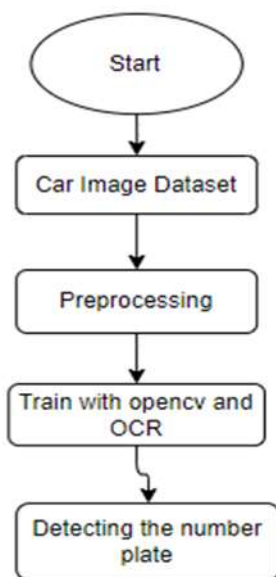 Start
Car Image Dataset
Preprocessing
Train with opencv and
OCR
Detecting the number
plate